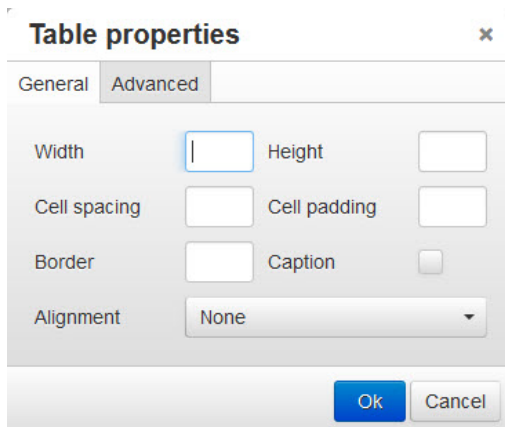 Table properties
General Advanced
Width Height
Cell spacing Cell padding
Border Caption
Alignment None
Ok Cancel